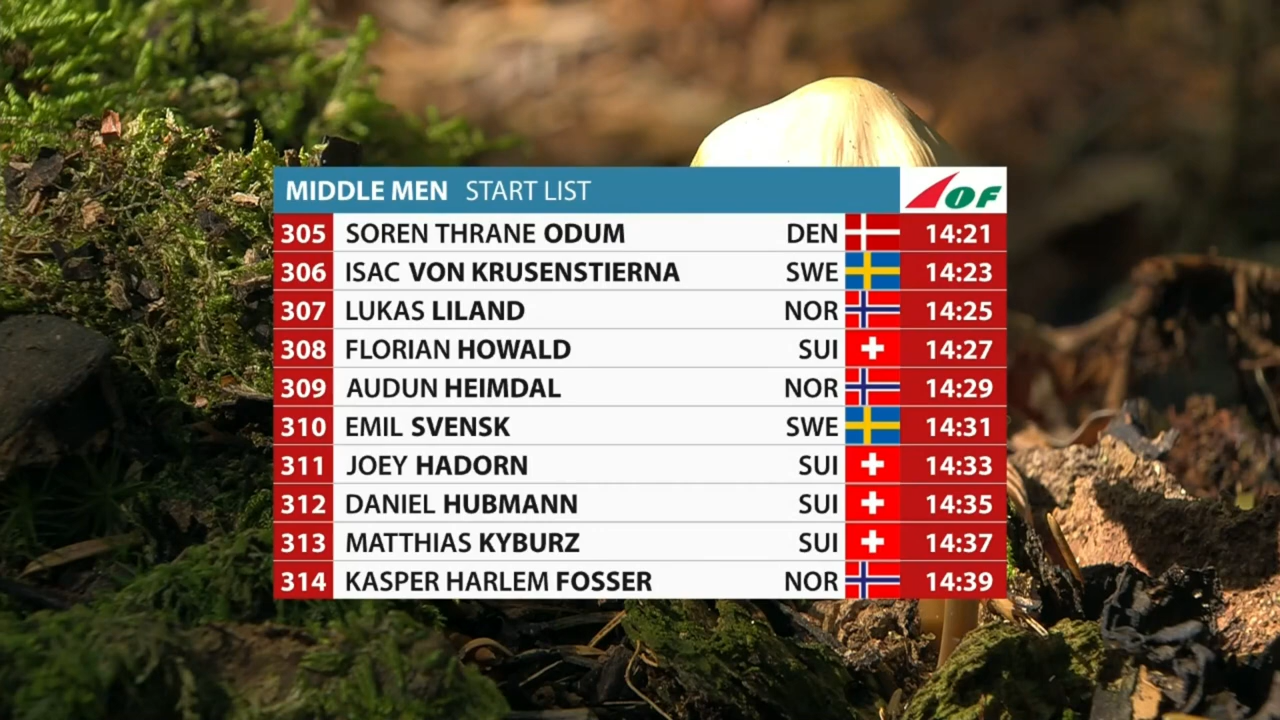 MIDDLE MEN START LIST IOF
305 SOREN THRANE ODUM DEN 14:21
306 ISAC VON KRUSENSTIERNA SWE 14:23
307 LUKAS LILAND NOR 14:25
308 FLORIAN HOWALD SUI 14:27
309 AUDUN HEIMDAL NOR 14:29
310 EMIL SVENSK SWE 14:31
311 JOEY HADORN SUI 14:33
312 DANIEL HUBMANN SUI 14:35
313 MATTHIAS KYBURZ SUI 14:37
314 KASPER HARLEM FOSSER NOR 14:39